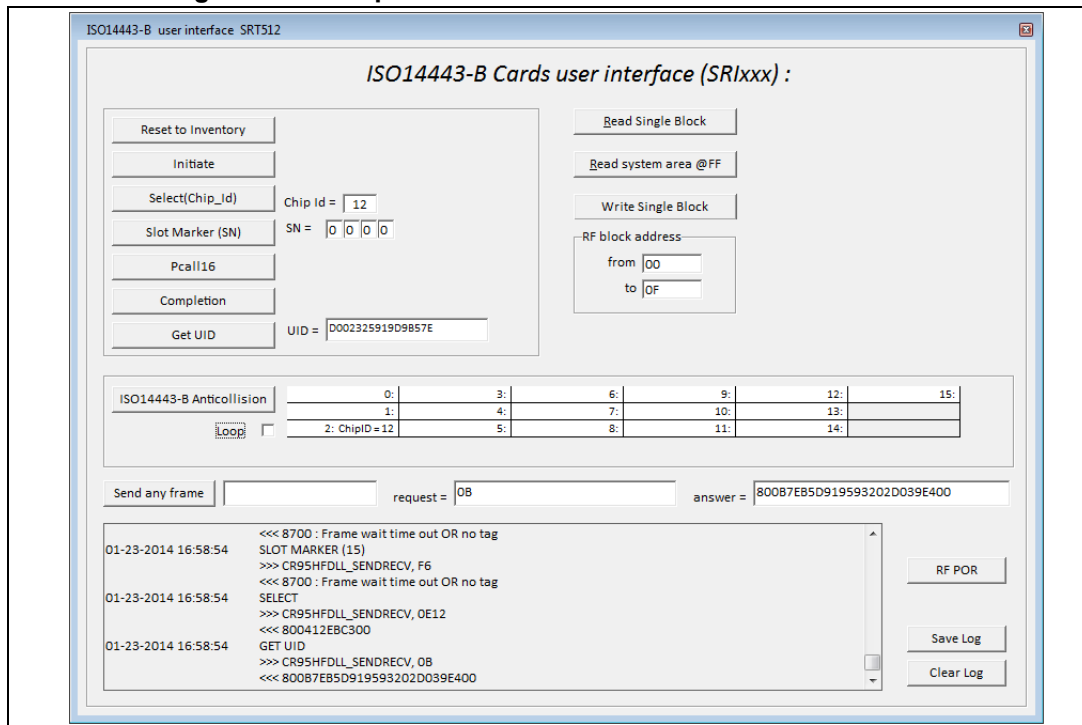 ISO14443-B user interface SRT512
ISO14443-B Cards user interface (SRIxxx) :
Reset to Inventory
Initiate
Select(Chip_Id)
Chip Id = 12
Slot Marker (SN)
SN = 0 0 0 0
Pcall16
Completion
Get UID
UID = D002325919D9B57E
Read Single Block
Read system area @FF
Write Single Block
RF block address
from 00
to 0F
ISO14443-B Anticollision
Loop
0: 3: 6: 9: 12: 15:
1: 4: 7: 10: 13:
2: ChipID=12 5: 8: 11: 14:
Send any frame request = 0B answer = 800B7EB5D919593202D039E400
<<< 8700 : Frame wait time out OR no tag
01-23-2014 16:58:54 SLOT MARKER (15)
>>> CR95HFDLL_SENDRECV, F6
<<< 8700 : Frame wait time out OR no tag
01-23-2014 16:58:54 SELECT
>>> CR95HFDLL_SENDRECV, 0E12
<<< 800412EBC300
01-23-2014 16:58:54 GET UID
>>> CR95HFDLL_SENDRECV, 0B
<<< 800B7EB5D919593202D039E400
RF POR
Save Log
Clear Log